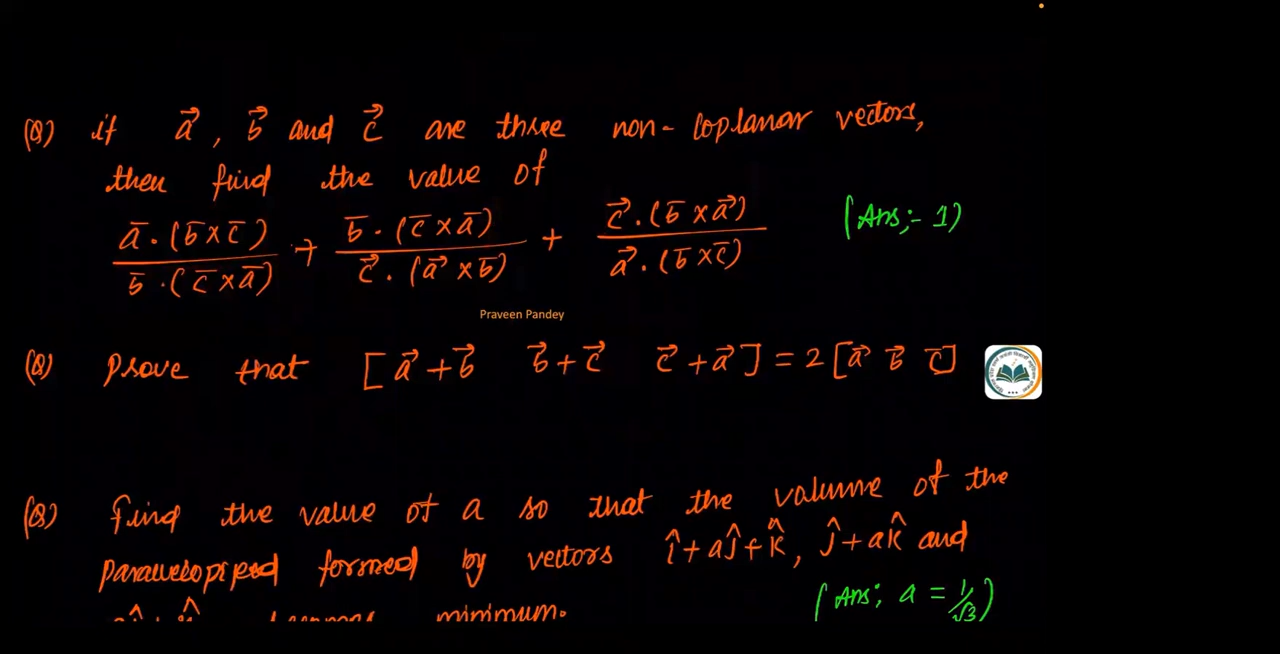 (Q) if a⃗, b⃗ and c⃗ are three non-coplanar vectors,
then find the value of
a̅.(b̅×c̅)/b̅.(c̅×a̅) + b̅.(c̅×a̅)/c⃗.(a⃗×b̅) + c⃗.(b̅×a⃗)/a⃗.(b̅×c̅) (Ans;- 1)
Praveen Pandey
(Q) Prove that [a⃗+b⃗ b⃗+c⃗ c⃗+a⃗] = 2[a⃗ b⃗ c⃗]
(Q) Find the value of a so that the volume of the
Parallelopiped formed by vectors î+aĵ+k̂, ĵ+ak̂ and
minimum. (Ans; a = 1/√3)